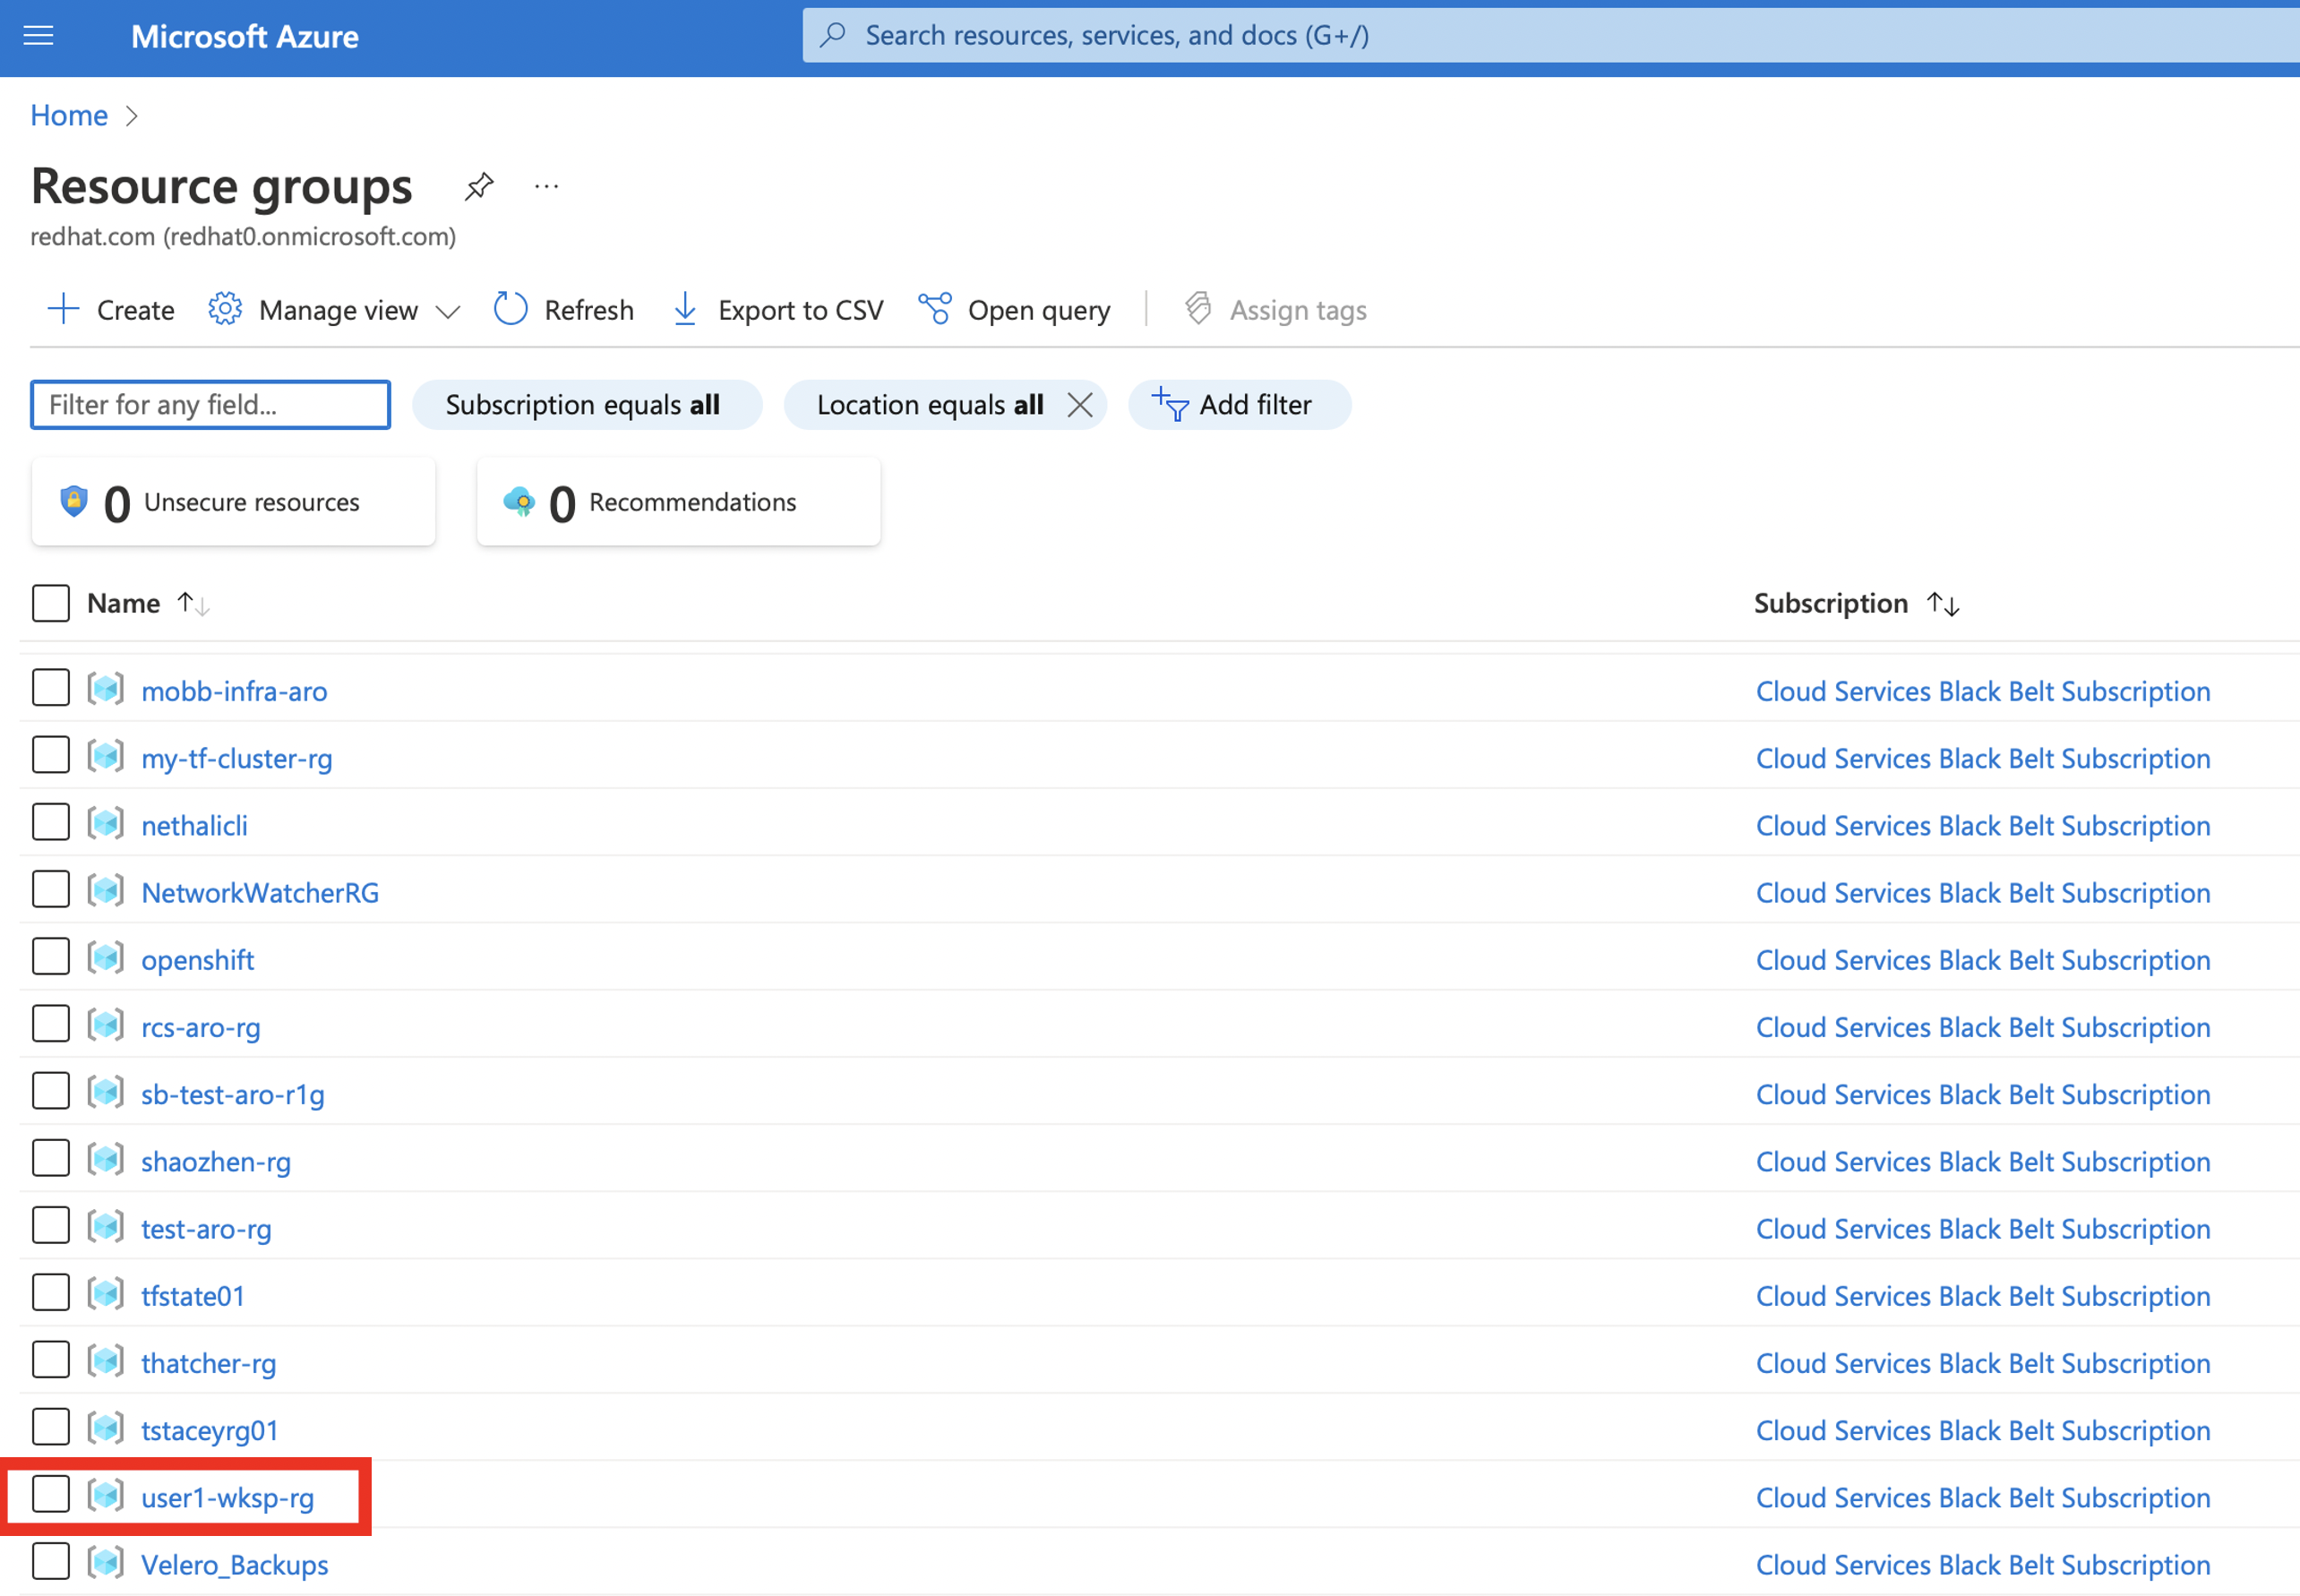 Microsoft Azure
Search resources, services, and docs (G+/)
Home
Resource groups
redhat.com (redhat0.onmicrosoft.com)
Create Manage view Refresh Export to CSV Open query Assign tags
Filter for any field... Subscription equals all Location equals all Add filter
0 Unsecure resources 0 Recommendations
Name Subscription
mobb-infra-aro Cloud Services Black Belt Subscription
my-tf-cluster-rg Cloud Services Black Belt Subscription
nethalicli Cloud Services Black Belt Subscription
NetworkWatcherRG Cloud Services Black Belt Subscription
openshift Cloud Services Black Belt Subscription
rcs-aro-rg Cloud Services Black Belt Subscription
sb-test-aro-r1g Cloud Services Black Belt Subscription
shaozhen-rg Cloud Services Black Belt Subscription
test-aro-rg Cloud Services Black Belt Subscription
tfstate01 Cloud Services Black Belt Subscription
thatcher-rg Cloud Services Black Belt Subscription
tstaceyrg01 Cloud Services Black Belt Subscription
user1-wksp-rg Cloud Services Black Belt Subscription
Velero_Backups Cloud Services Black Belt Subscription